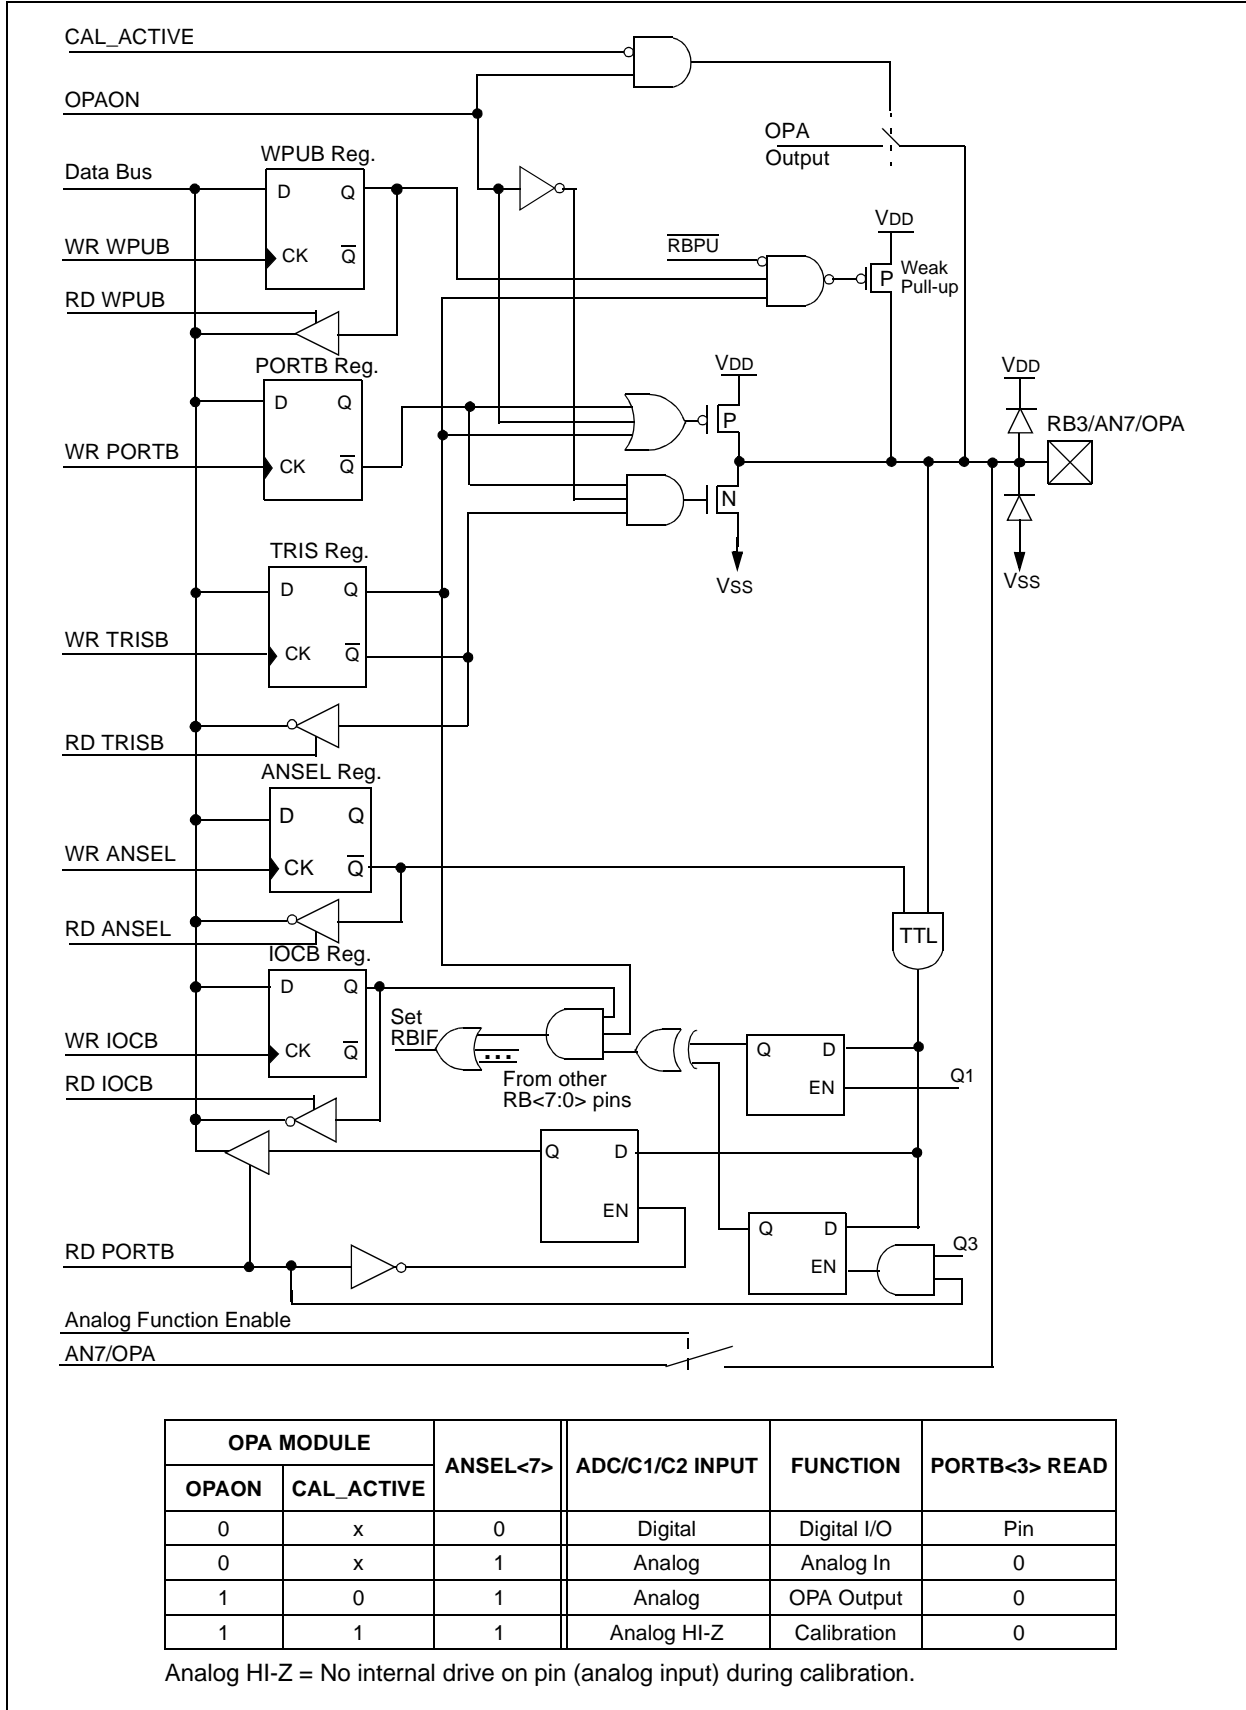 CAL_ACTIVE
OPAON
OPA
Output
WPUB Reg.
Data Bus
D Q
WR WPUB
CK Q
RBPU
VDD
P
Weak
Pull-up
RD WPUB
PORTB Reg.
D Q
WR PORTB
CK Q
VDD
P
N
VSS
VDD
RB3/AN7/OPA
VSS
TRIS Reg.
D Q
WR TRISB
CK Q
RD TRISB
ANSEL Reg.
D Q
WR ANSEL
CK Q
RD ANSEL
TTL
IOCB Reg.
D Q
WR IOCB
CK Q
RD IOCB
Set
RBIF
From other
RB<7:0> pins
Q D
EN
Q1
Q D
EN
Q D
EN
Q3
RD PORTB
Analog Function Enable
AN7/OPA
OPA MODULE ANSEL<7> ADC/C1/C2 INPUT FUNCTION PORTB<3> READ
OPAON CAL_ACTIVE
0 x 0 Digital Digital I/O Pin
0 x 1 Analog Analog In 0
1 0 1 Analog OPA Output 0
1 1 1 Analog HI-Z Calibration 0
Analog HI-Z = No internal drive on pin (analog input) during calibration.